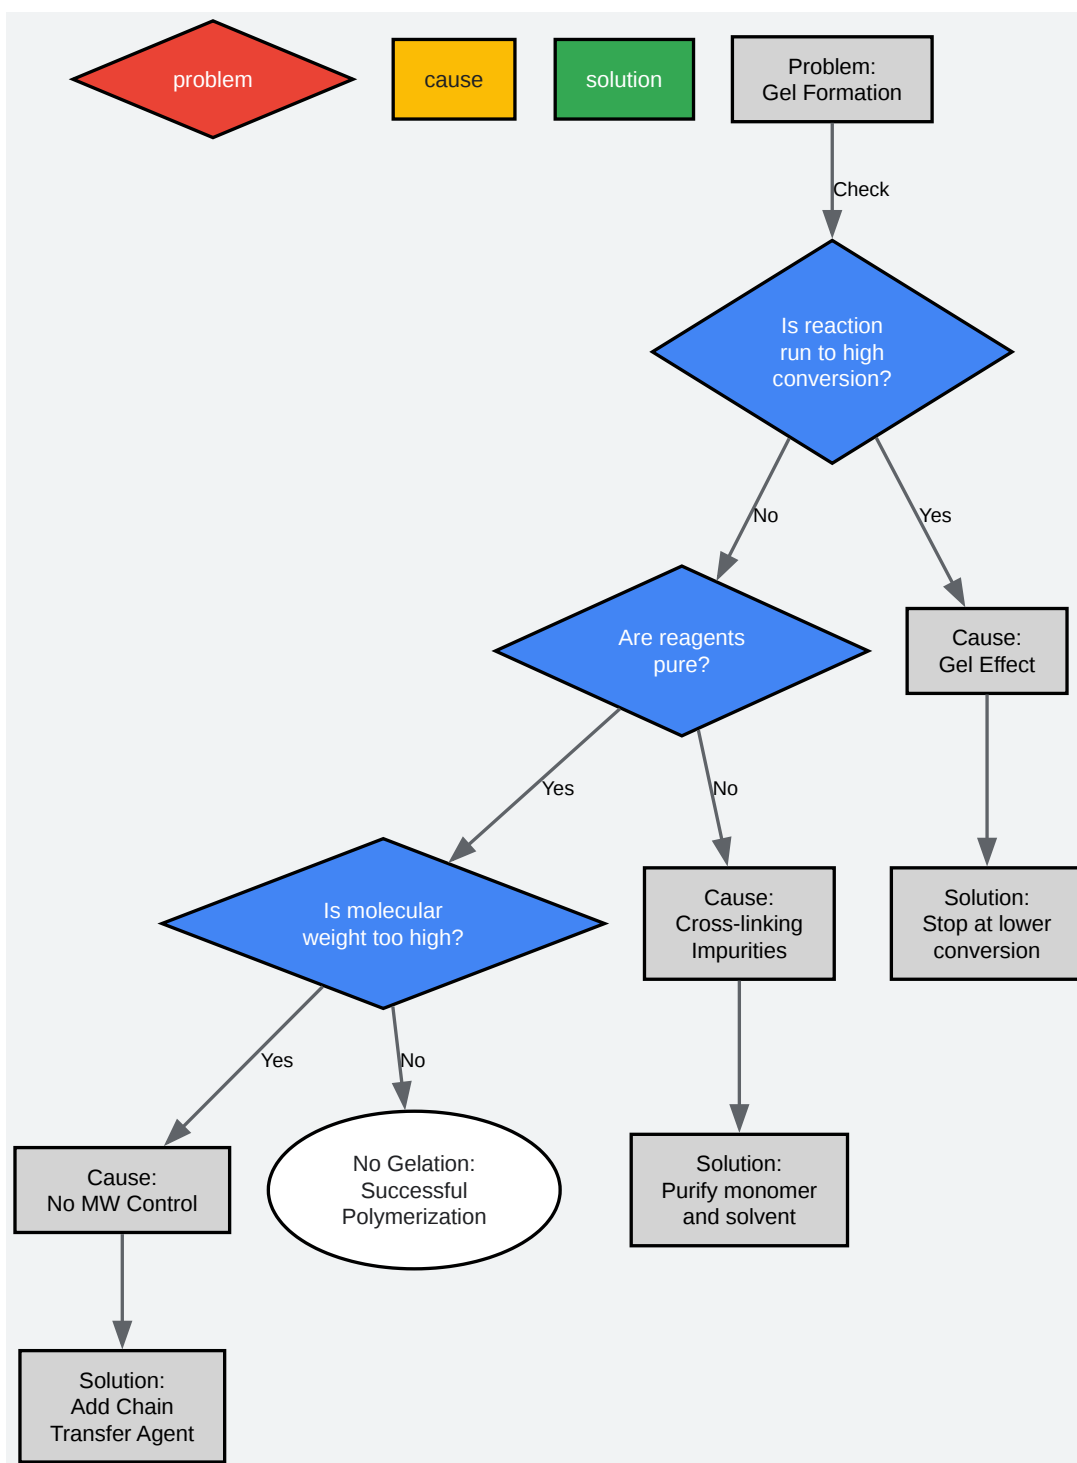 problem
cause
solution
Problem:
Gel Formation
Check
Is reaction
run to high
conversion?
No
Yes
Are reagents
pure?
Cause:
Gel Effect
Yes
No
Is molecular
weight too high?
Cause:
Cross-linking
Impurities
Solution:
Stop at lower
conversion
Yes
No
Cause:
No MW Control
No Gelation:
Successful
Polymerization
Solution:
Purify monomer
and solvent
Solution:
Add Chain
Transfer Agent